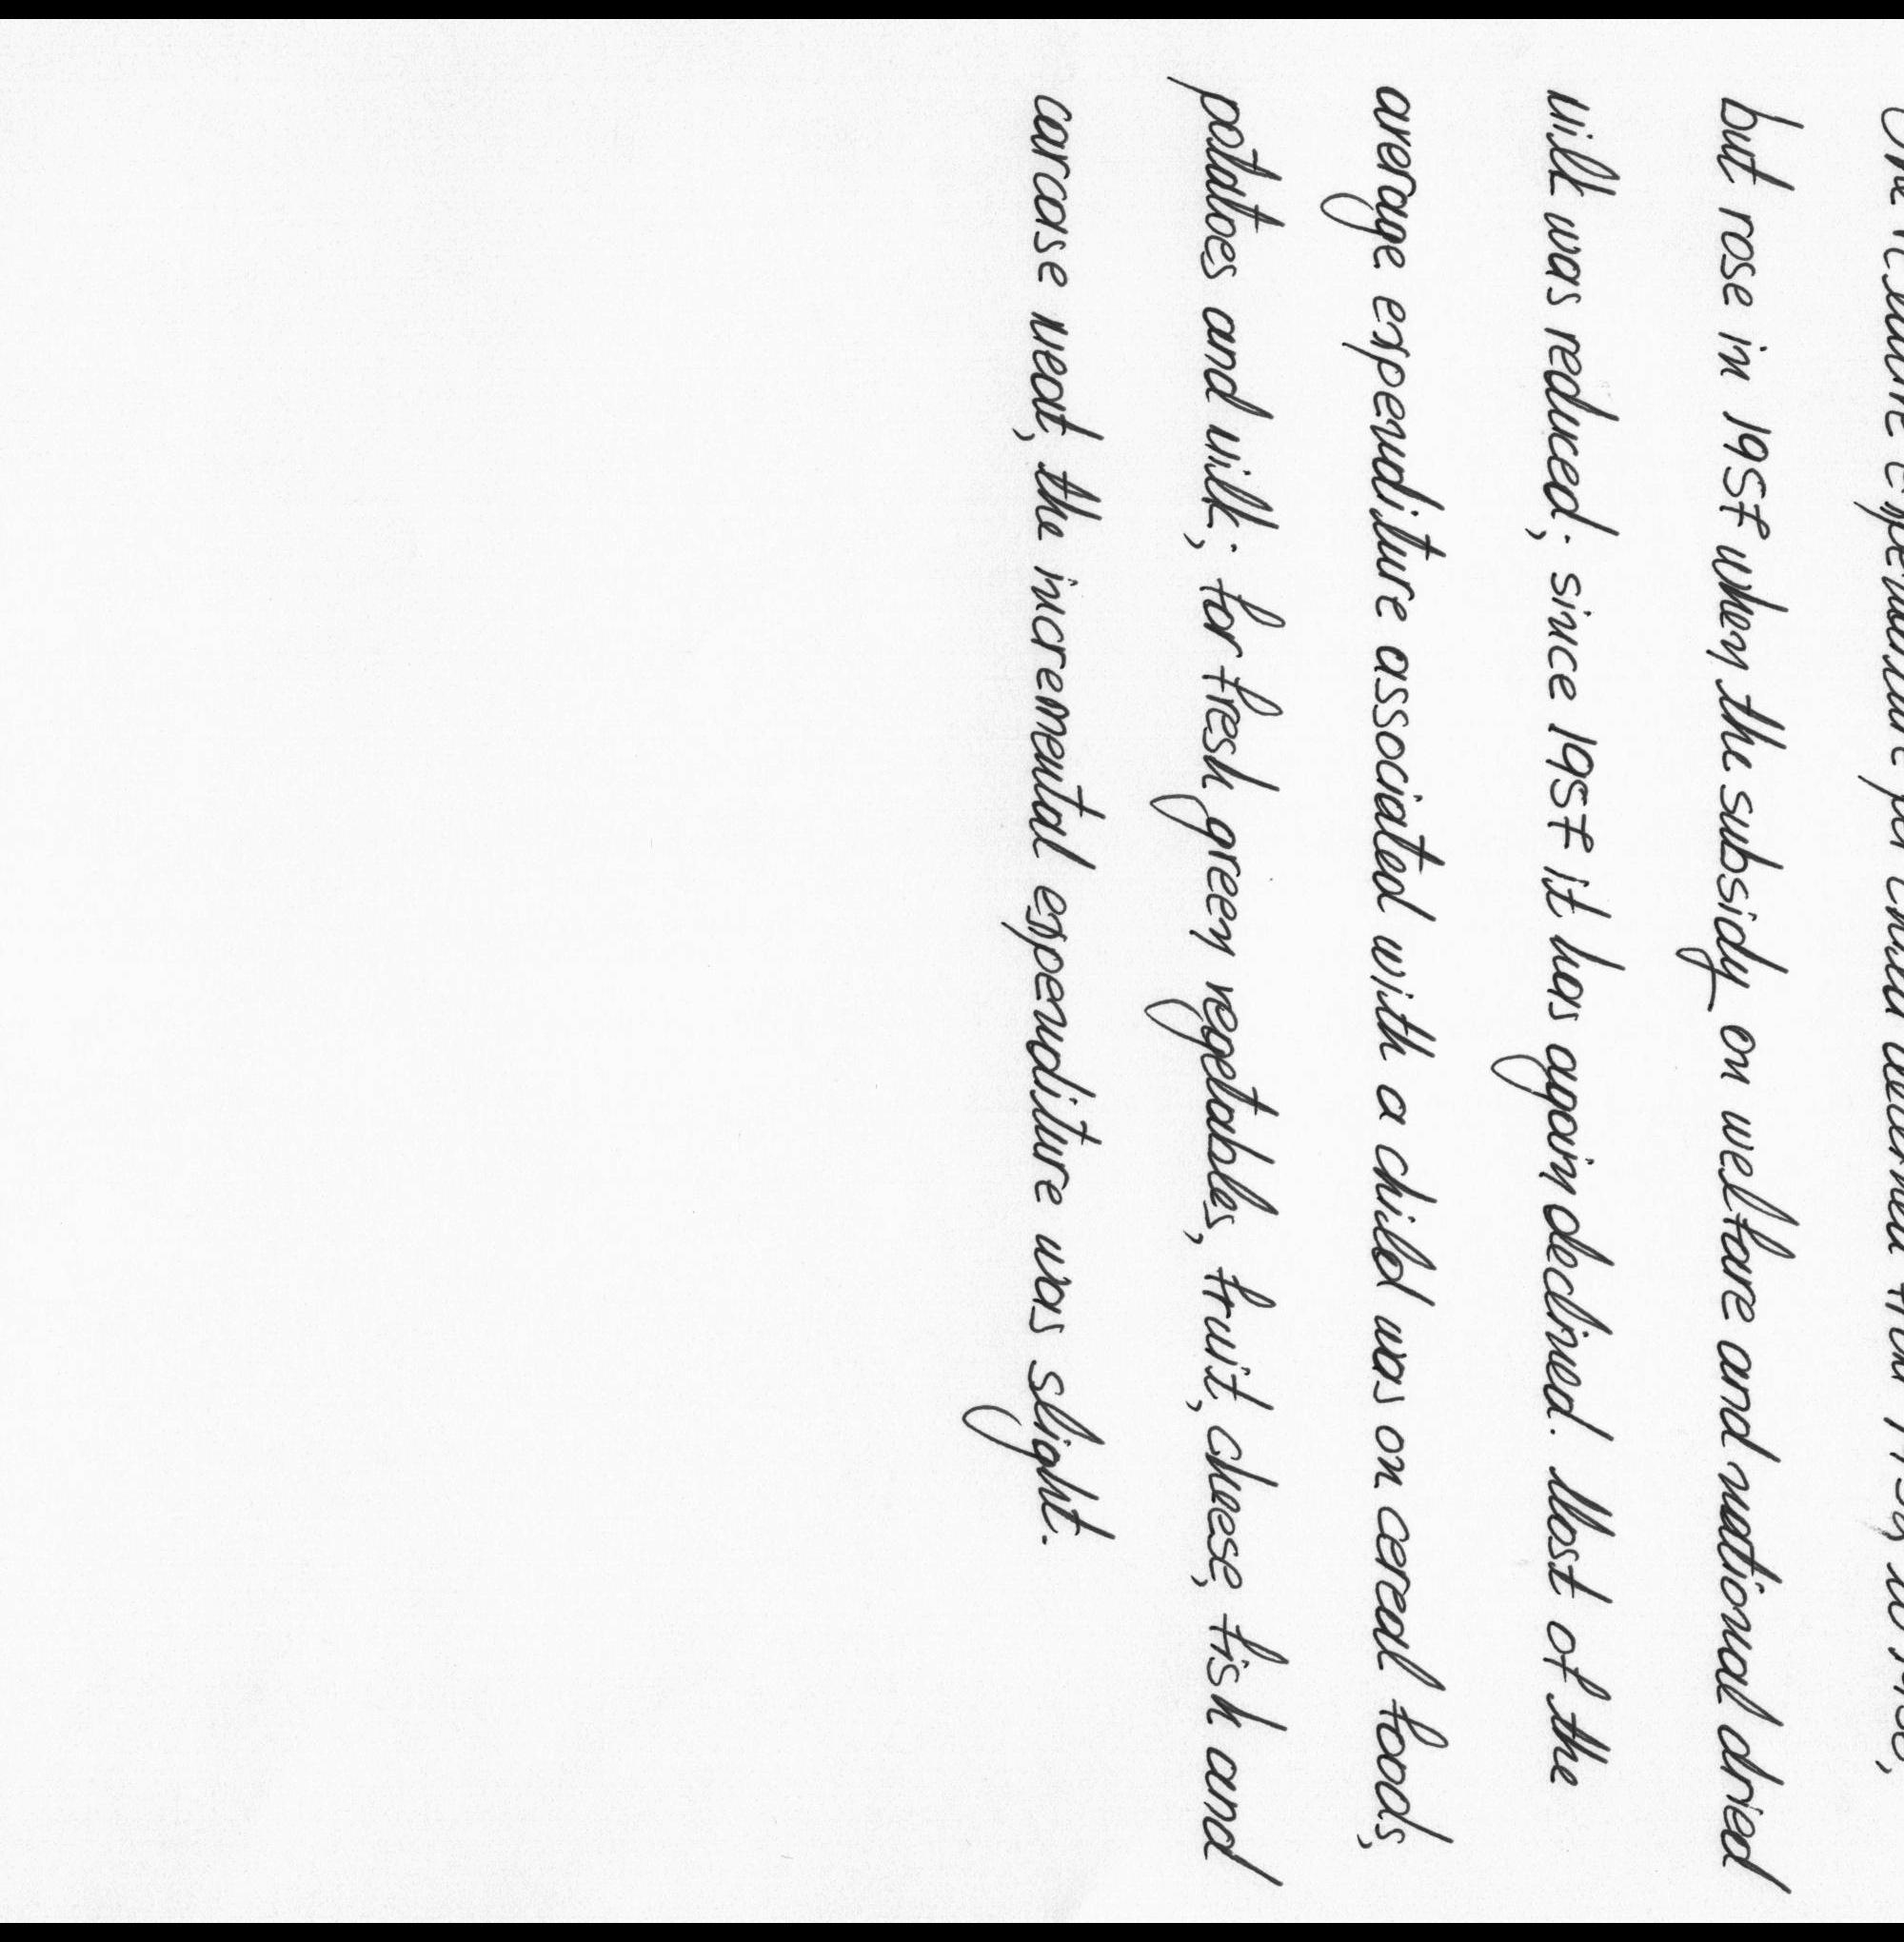 expenditure per child declined from 1956 to 1958,
but rose in 1957 when the subsidy on welfare and national dried
milk was reduced; since 1957 it has again declined. Most of the
average expenditure associated with a child was on cereal foods,
potatoes and milk; for fresh green vegetables, fruit, cheese, fish and
carcase meat, the incremental expenditure was slight.